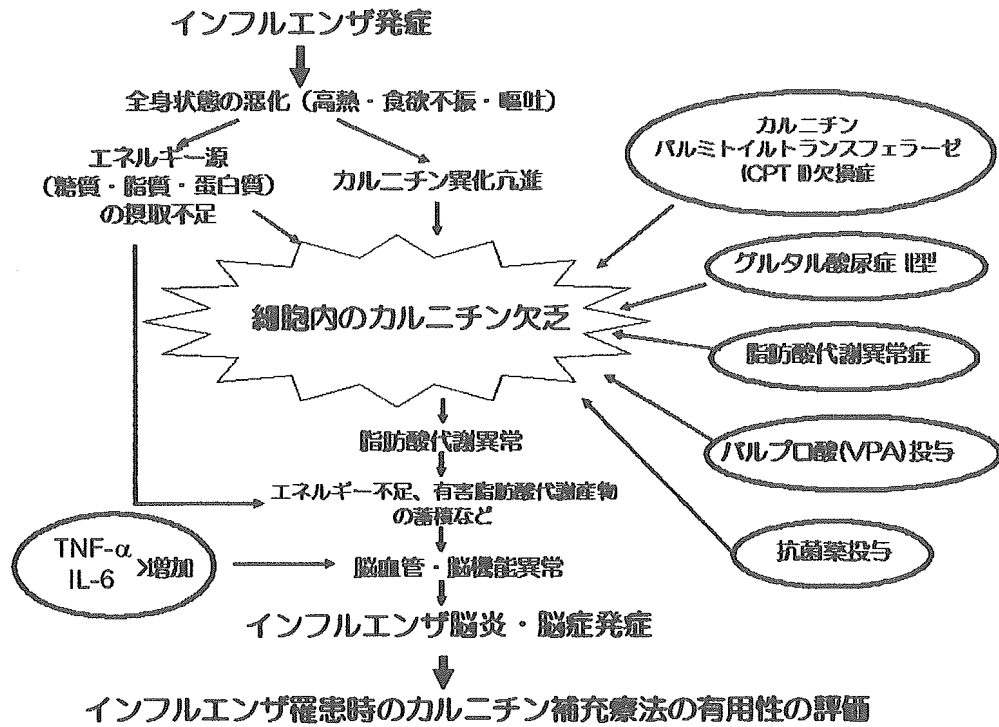 インフルエンザ発症
全身状態の悪化（高熱・食欲不振・嘔吐）
エネルギー源
（糖質・脂質・蛋白質）
の摂取不足
カルニチン異化亢進
カルニチン
パルミトイルトランスフェラーゼ
(CPT II)欠損症
グルタル酸尿症 II型
細胞内のカルニチン欠乏
脂肪酸代謝異常症
脂肪酸代謝異常
バルプロ酸(VPA)投与
エネルギー不足、有害脂肪酸代謝産物
の蓄積など
抗菌薬投与
TNF-α
IL-6
増加
脳血管・脳機能異常
インフルエンザ脳炎・脳症発症
インフルエンザ罹患時のカルニチン補充療法の有用性の評価